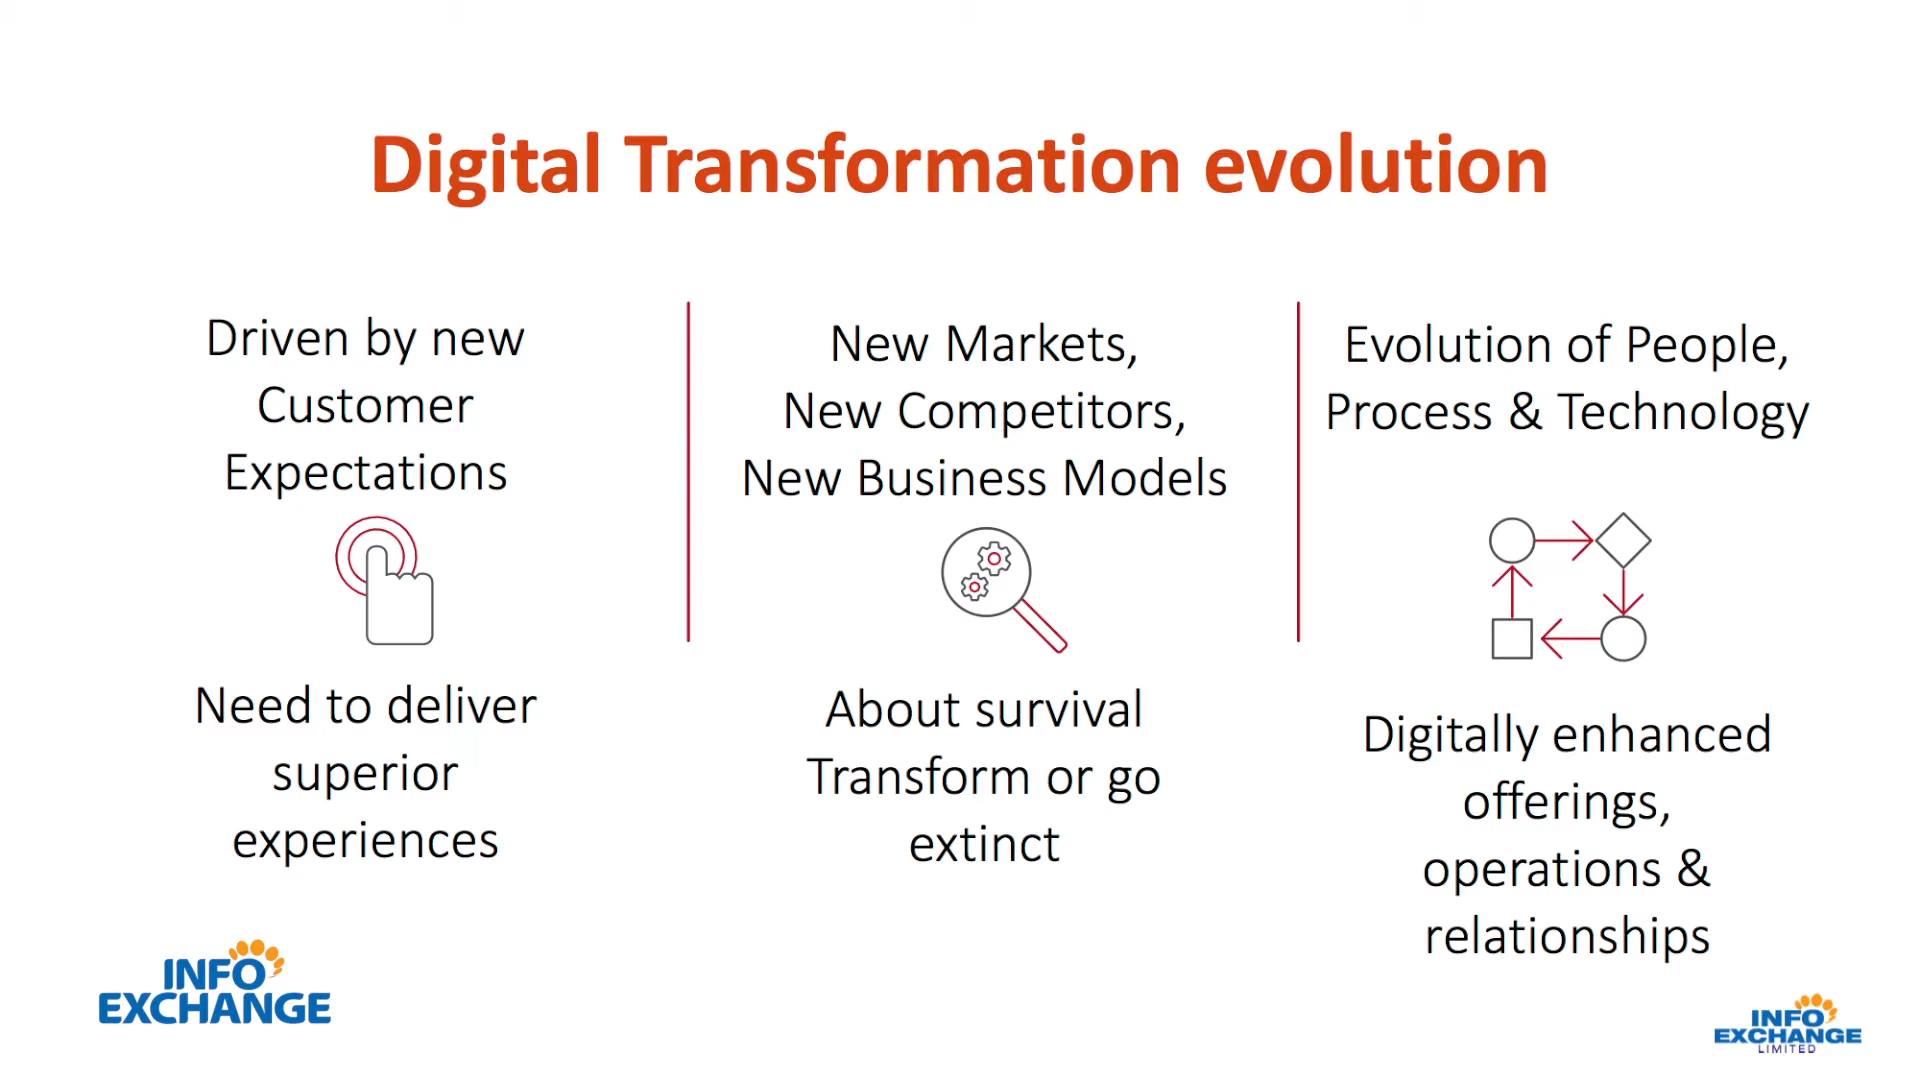 Digital Transformation evolution
Driven by new
Customer
Expectations
Need to deliver
superior
experiences
New Markets,
New Competitors,
New Business Models
About survival
Transform or go
extinct
Evolution of People,
Process & Technology
Digitally enhanced
offerings,
operations &
relationships
INFO
EXCHANGE
INFO
EXCHANGE
LIMITED